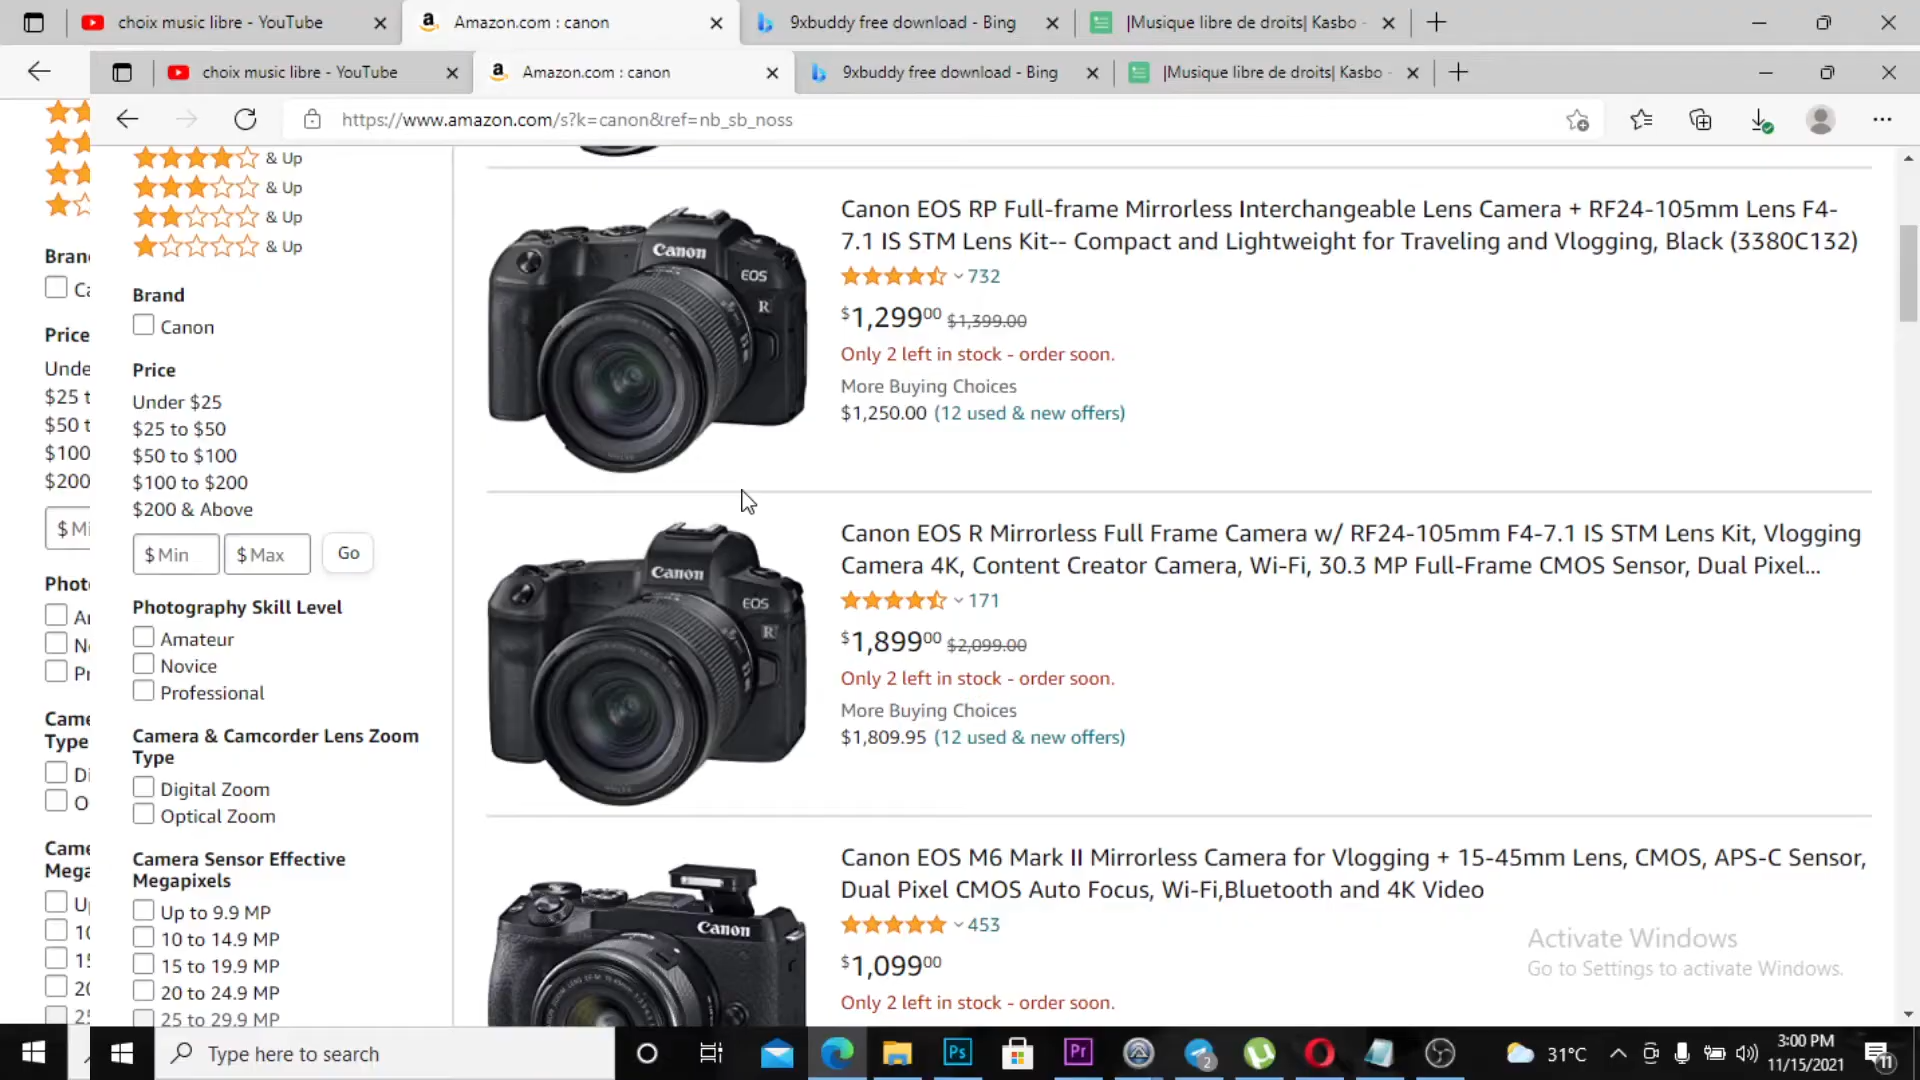 choix music libre - YouTube
Amazon.com : canon
9xbuddy free download - Bing
|Musique libre de droits| Kasbo -
choix music libre - YouTube
Amazon.com : canon
9xbuddy free download - Bing
|Musique libre de droits| Kasbo -
https://www.amazon.com/s?k=canon&ref=nb_sb_noss
& Up
& Up
& Up
& Up
Brand
Canon
Price
Under $25
$25 to $50
$50 to $100
$100 to $200
$200 & Above
$ Min
$ Max
Go
Photography Skill Level
Amateur
Novice
Professional
Camera & Camcorder Lens Zoom
Type
Digital Zoom
Optical Zoom
Camera Sensor Effective
Megapixels
Up to 9.9 MP
10 to 14.9 MP
15 to 19.9 MP
20 to 24.9 MP
25 to 29.9 MP
Canon
EOS
R
Canon EOS RP Full-frame Mirrorless Interchangeable Lens Camera + RF24-105mm Lens F4-
7.1 IS STM Lens Kit-- Compact and Lightweight for Traveling and Vlogging, Black (3380C132)
732
$1,29900 $1,399.00
Only 2 left in stock - order soon.
More Buying Choices
$1,250.00 (12 used & new offers)
Canon
EOS
R
Canon EOS R Mirrorless Full Frame Camera w/ RF24-105mm F4-7.1 IS STM Lens Kit, Vlogging
Camera 4K, Content Creator Camera, Wi-Fi, 30.3 MP Full-Frame CMOS Sensor, Dual Pixel...
171
$1,89900 $2,099.00
Only 2 left in stock - order soon.
More Buying Choices
$1,809.95 (12 used & new offers)
Canon
Canon EOS M6 Mark II Mirrorless Camera for Vlogging + 15-45mm Lens, CMOS, APS-C Sensor,
Dual Pixel CMOS Auto Focus, Wi-Fi,Bluetooth and 4K Video
453
$1,09900
Only 2 left in stock - order soon.
Activate Windows
Go to Settings to activate Windows.
Type here to search
Ps
Pr
2
31°C
3:00 PM
11/15/2021
11